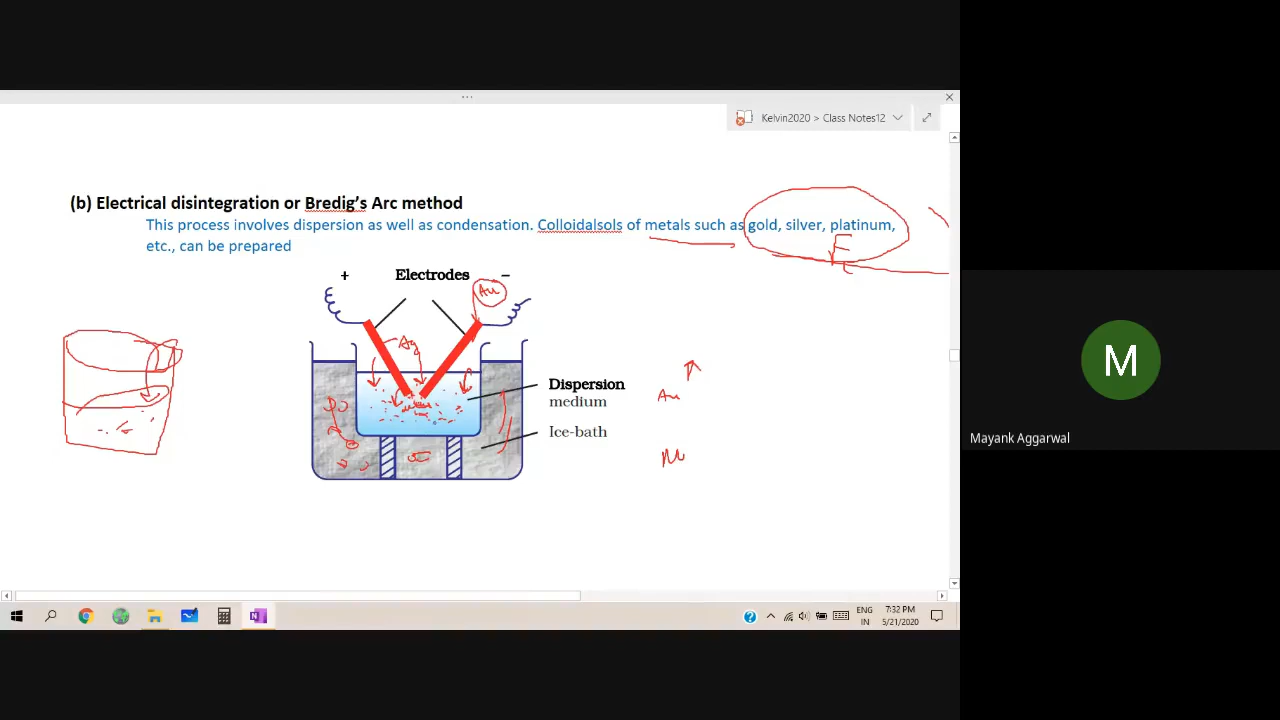 Kelvin2020 > Class Notes12
(b) Electrical disintegration or Bredig's Arc method
This process involves dispersion as well as condensation. Colloidalsols of metals such as gold, silver, platinum,
etc., can be prepared
+ Electrodes –
Au
Ag
Dispersion
medium
Ice-bath
Au
M
Mayank Aggarwal
ENG
IN
7:32 PM
5/21/2020